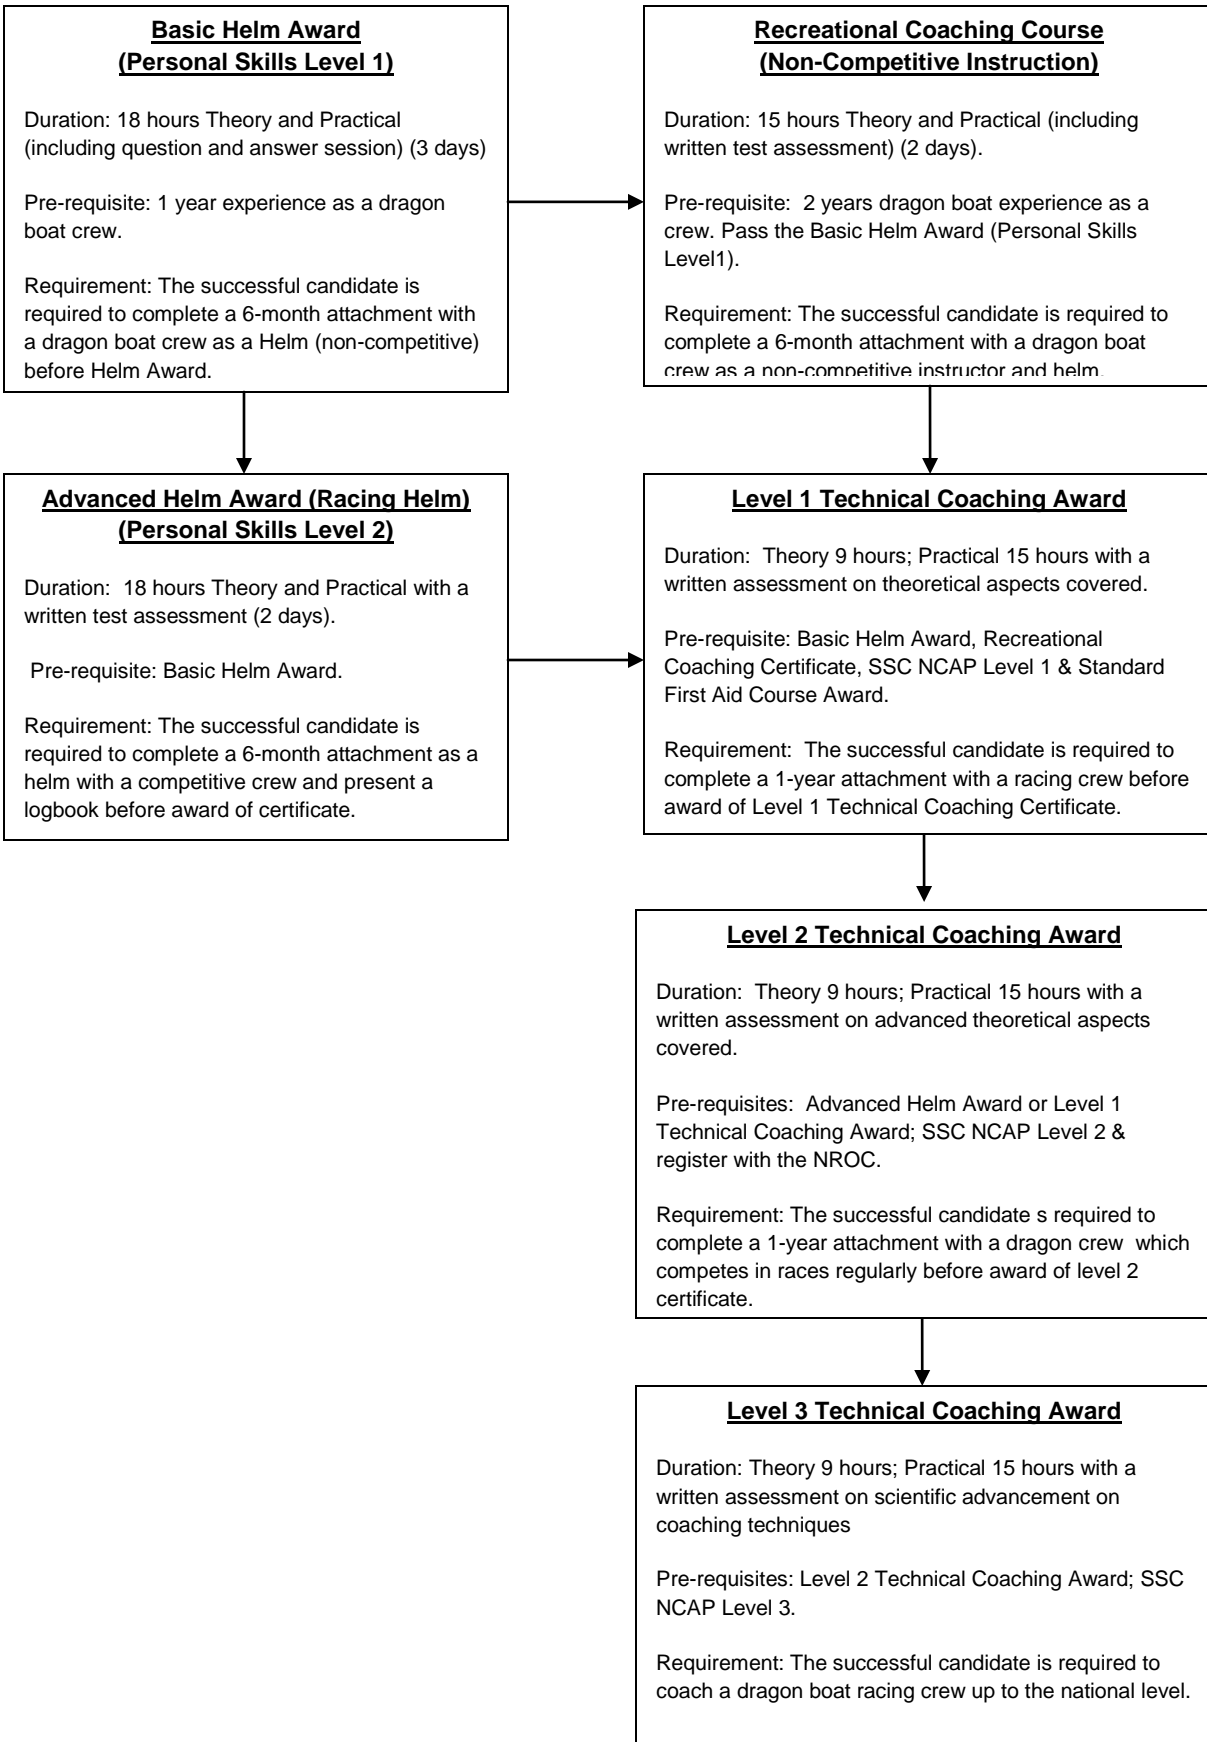 Basic Helm Award
(Personal Skills Level 1)
Duration: 18 hours Theory and Practical
(including question and answer session) (3 days)
Pre-requisite: 1 year experience as a dragon
boat crew.
Requirement: The successful candidate is
required to complete a 6-month attachment with
a dragon boat crew as a Helm (non-competitive)
before Helm Award.
Recreational Coaching Course
(Non-Competitive Instruction)
Duration: 15 hours Theory and Practical (including
written test assessment) (2 days).
Pre-requisite:  2 years dragon boat experience as a
crew. Pass the Basic Helm Award (Personal Skills
Level1).
Requirement: The successful candidate is required to
complete a 6-month attachment with a dragon boat
crew as a non-competitive instructor and helm.
Advanced Helm Award (Racing Helm)
(Personal Skills Level 2)
Duration:  18 hours Theory and Practical with a
written test assessment (2 days).
Pre-requisite: Basic Helm Award.
Requirement: The successful candidate is
required to complete a 6-month attachment as a
helm with a competitive crew and present a
logbook before award of certificate.
Level 1 Technical Coaching Award
Duration:  Theory 9 hours; Practical 15 hours with a
written assessment on theoretical aspects covered.
Pre-requisite: Basic Helm Award, Recreational
Coaching Certificate, SSC NCAP Level 1 & Standard
First Aid Course Award.
Requirement:  The successful candidate is required to
complete a 1-year attachment with a racing crew before
award of Level 1 Technical Coaching Certificate.
Level 2 Technical Coaching Award
Duration:  Theory 9 hours; Practical 15 hours with a
written assessment on advanced theoretical aspects
covered.
Pre-requisites:  Advanced Helm Award or Level 1
Technical Coaching Award; SSC NCAP Level 2 &
register with the NROC.
Requirement: The successful candidate s required to
complete a 1-year attachment with a dragon crew  which
competes in races regularly before award of level 2
certificate.
Level 3 Technical Coaching Award
Duration: Theory 9 hours; Practical 15 hours with a
written assessment on scientific advancement on
coaching techniques
Pre-requisites: Level 2 Technical Coaching Award; SSC
NCAP Level 3.
Requirement: The successful candidate is required to
coach a dragon boat racing crew up to the national level.